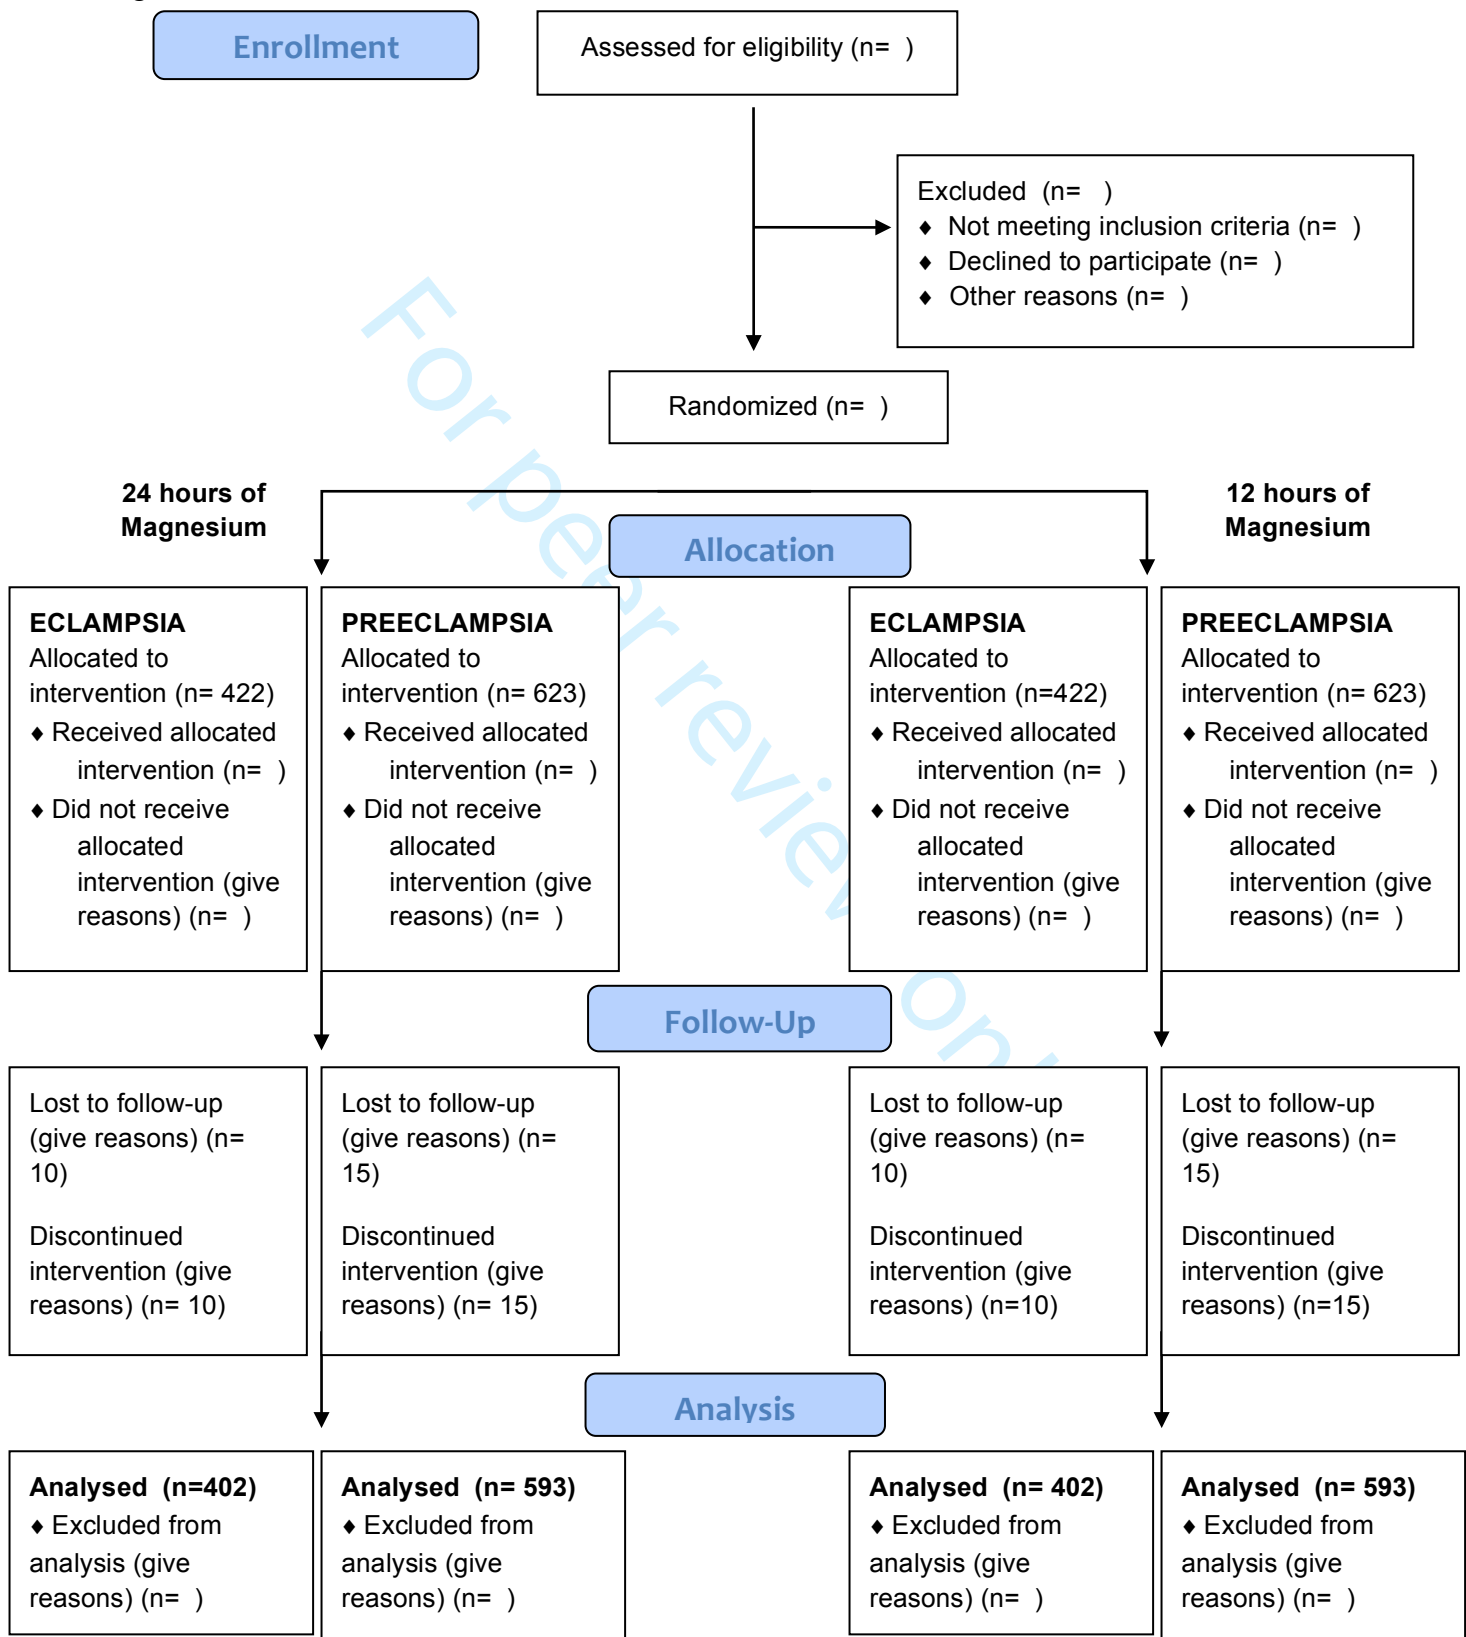 Enrollment
Assessed for eligibility (n=  )
Excluded  (n=   )
♦ Not meeting inclusion criteria (n=  )
♦ Declined to participate (n=  )
♦ Other reasons (n=  )
Randomized (n=  )
24 hours of
Magnesium
12 hours of
Magnesium
Allocation
ECLAMPSIA
Allocated to
intervention (n= 422)
♦ Received allocated
intervention (n=  )
♦ Did not receive
allocated
intervention (give
reasons) (n=  )
PREECLAMPSIA
Allocated to
intervention (n= 623)
♦ Received allocated
intervention (n=  )
♦ Did not receive
allocated
intervention (give
reasons) (n=  )
ECLAMPSIA
Allocated to
intervention (n=422)
♦ Received allocated
intervention (n=  )
♦ Did not receive
allocated
intervention (give
reasons) (n=  )
PREECLAMPSIA
Allocated to
intervention (n= 623)
♦ Received allocated
intervention (n=  )
♦ Did not receive
allocated
intervention (give
reasons) (n=  )
Follow-Up
Lost to follow-up
(give reasons) (n=
10)
Discontinued
intervention (give
reasons) (n= 10)
Lost to follow-up
(give reasons) (n=
15)
Discontinued
intervention (give
reasons) (n= 15)
Lost to follow-up
(give reasons) (n=
10)
Discontinued
intervention (give
reasons) (n=10)
Lost to follow-up
(give reasons) (n=
15)
Discontinued
intervention (give
reasons) (n=15)
Analysis
Analysed  (n=402)
♦ Excluded from
analysis (give
reasons) (n=  )
Analysed  (n= 593)
♦ Excluded from
analysis (give
reasons) (n=  )
Analysed  (n= 402)
♦ Excluded from
analysis (give
reasons) (n=  )
Analysed  (n= 593)
♦ Excluded from
analysis (give
reasons) (n=  )
For peer review